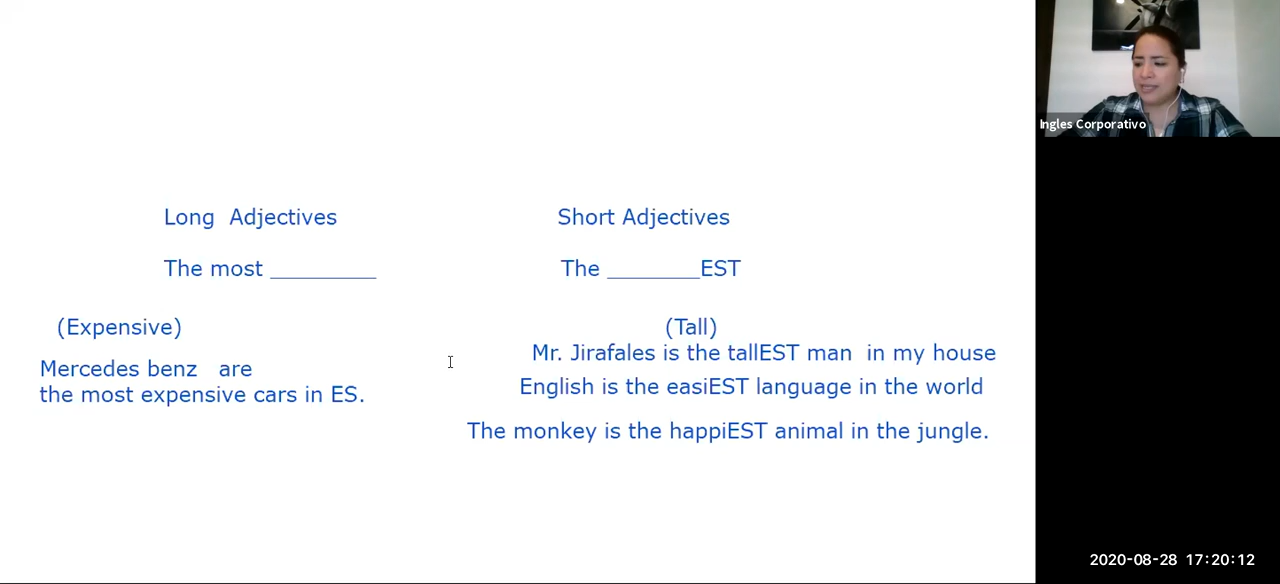 Long Adjectives
Short Adjectives
The most _________
The ________EST
(Expensive)
(Tall)
Mercedes benz are
the most expensive cars in ES.
Mr. Jirafales is the tallEST man in my house
English is the easiEST language in the world
The monkey is the happiEST animal in the jungle.
Ingles Corporativo
2020-08-28 17:20:12